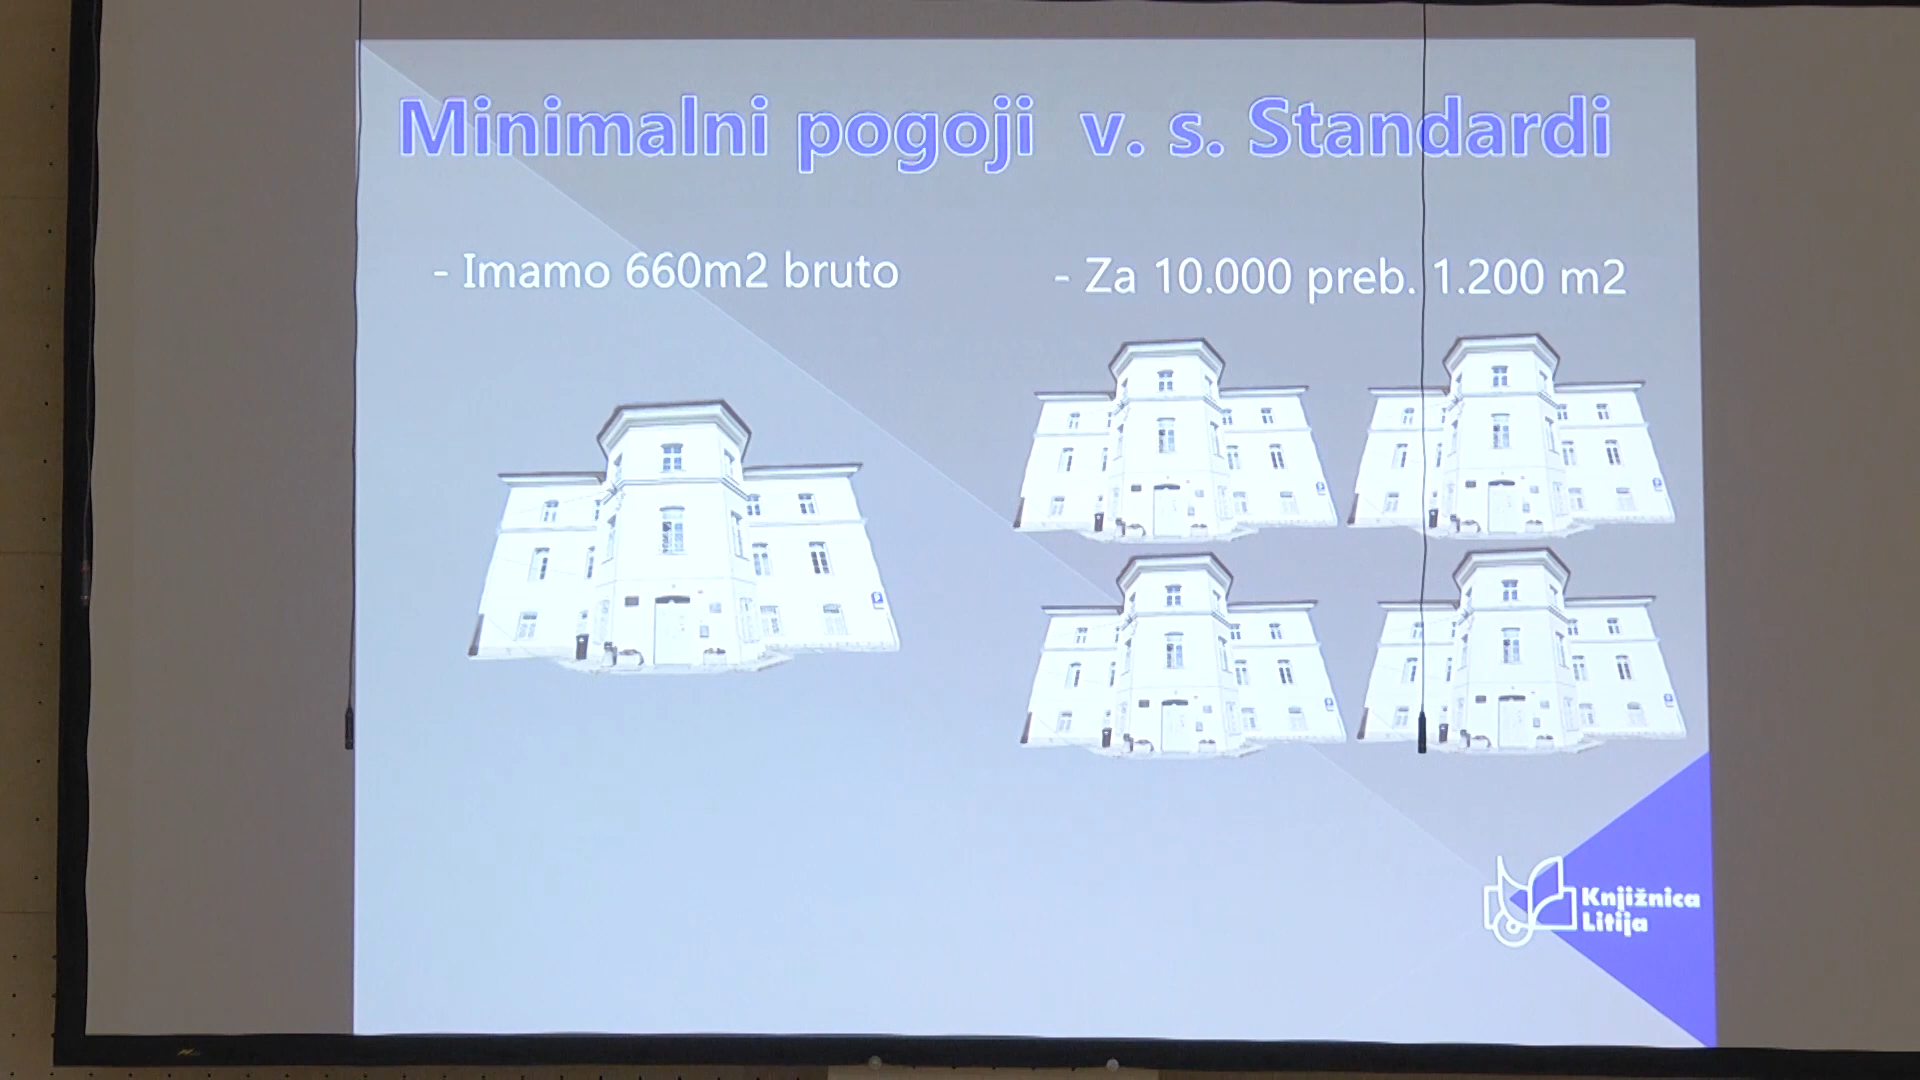 Minimalni pogoji v. s. Standardi
- Imamo 660m2 bruto
- Za 10.000 preb. 1.200 m2
Knjižnica
Litija